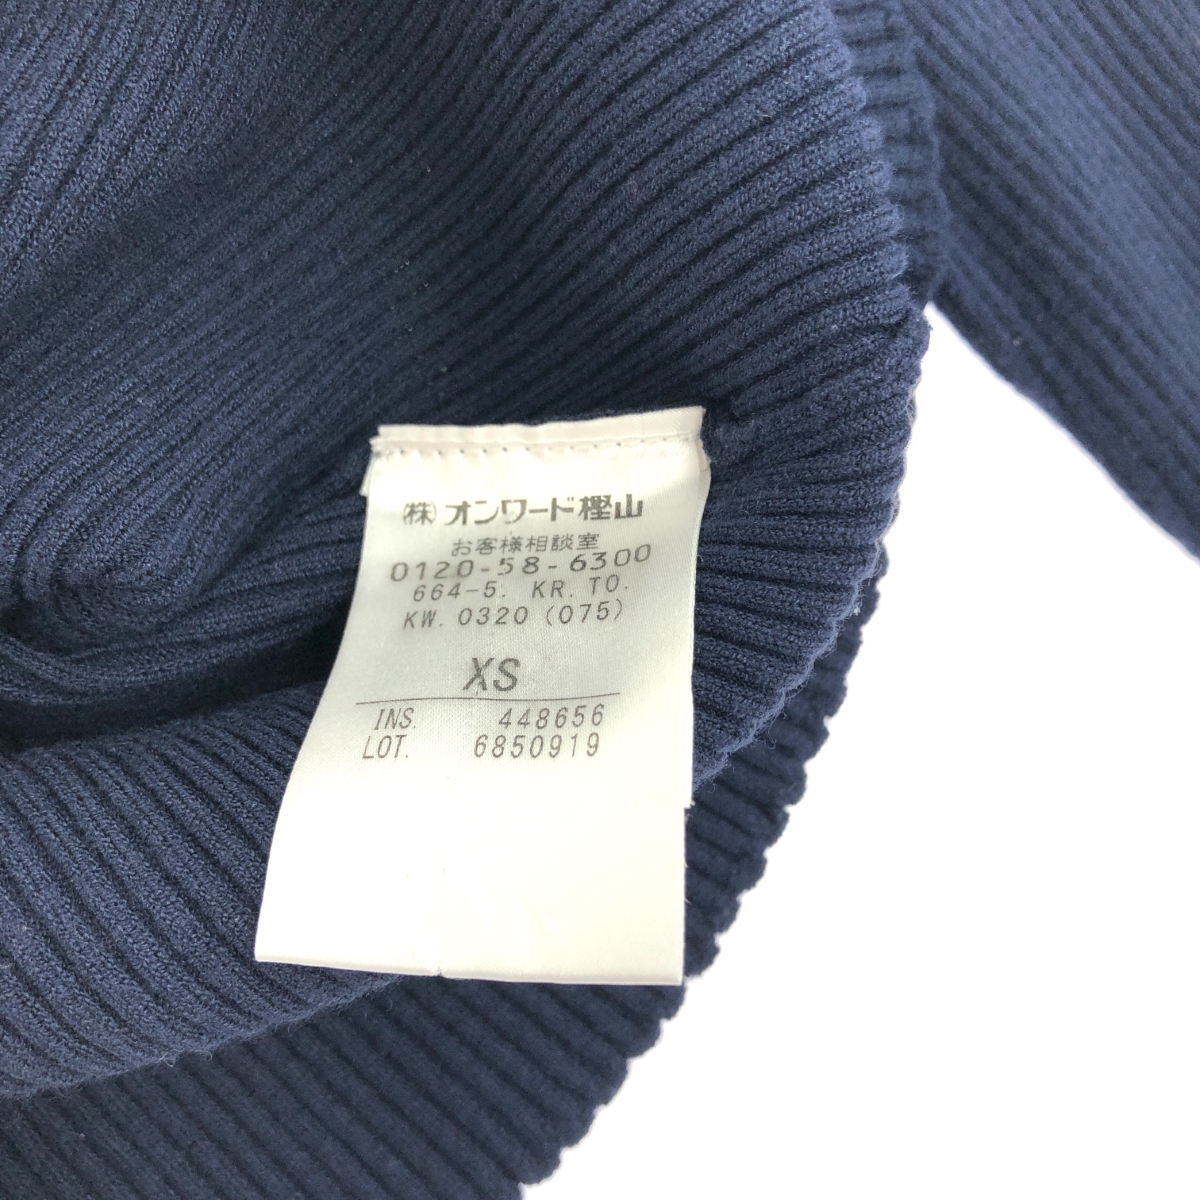 (株)オンワード樫山
お客様相談室
0120-58-6300
664-5. KR. TO.
KW. 0320 (075)
XS
INS. 448656
LOT. 6850919